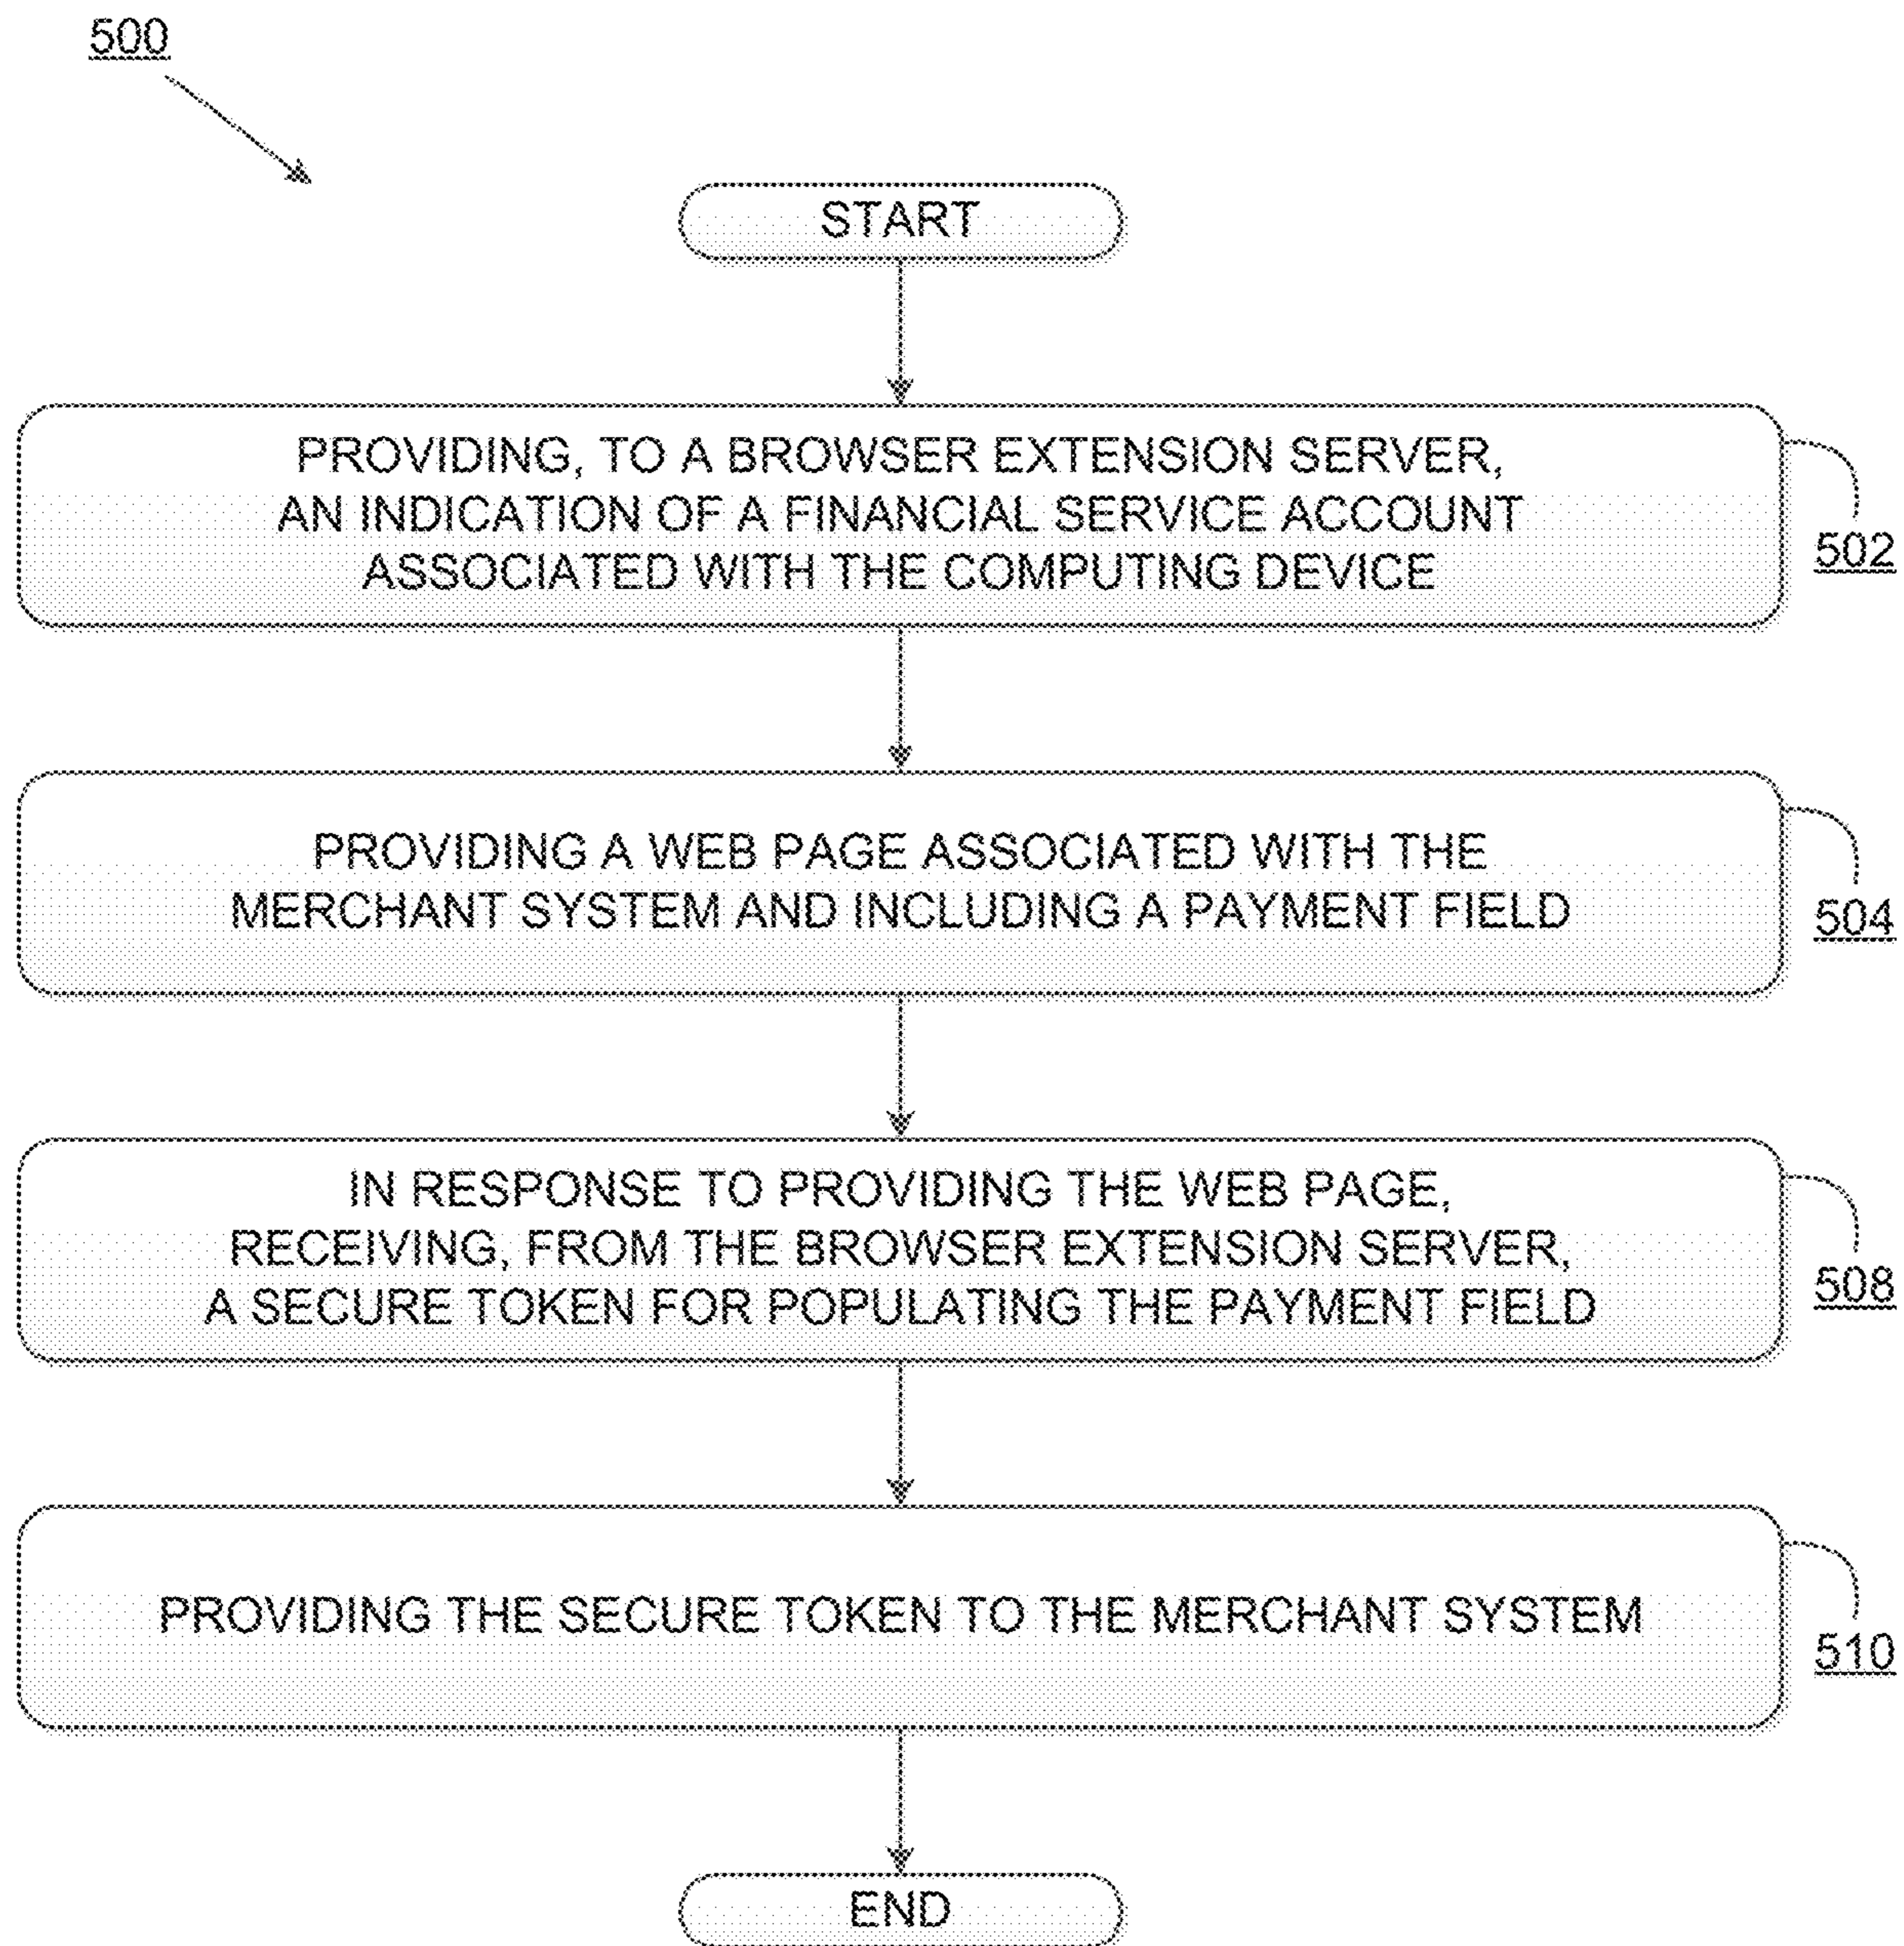 500
START
PROVIDING, TO A BROWSER EXTENSION SERVER,
AN INDICATION OF A FINANCIAL SERVICE ACCOUNT
ASSOCIATED WITH THE COMPUTING DEVICE
502
PROVIDING A WEB PAGE ASSOCIATED WITH THE
MERCHANT SYSTEM AND INCLUDING A PAYMENT FIELD
504
IN RESPONSE TO PROVIDING THE WEB PAGE,
RECEIVING, FROM THE BROWSER EXTENSION SERVER,
A SECURE TOKEN FOR POPULATING THE PAYMENT FIELD
508
PROVIDING THE SECURE TOKEN TO THE MERCHANT SYSTEM
510
END